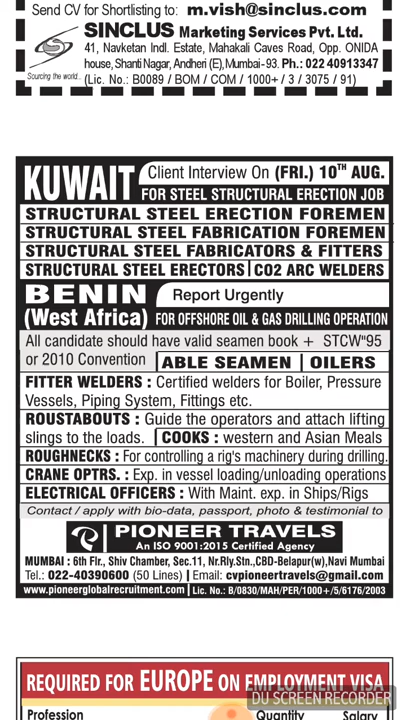 Send CV for Shortlisting to: m.vish@sinclus.com
SINCLUS Marketing Services Pvt. Ltd.
41, Navketan Indl. Estate, Mahakali Caves Road, Opp. ONIDA
house, Shanti Nagar, Andheri (E), Mumbai-93. Ph.: 022 40913347
Sourcing the world... (Lic. No.: B0089 / BOM / COM / 1000+ / 3 / 3075 / 91)
KUWAIT Client Interview On (FRI.) 10TH AUG.
FOR STEEL STRUCTURAL ERECTION JOB
STRUCTURAL STEEL ERECTION FOREMEN
STRUCTURAL STEEL FABRICATION FOREMEN
STRUCTURAL STEEL FABRICATORS & FITTERS
STRUCTURAL STEEL ERECTORS | CO2 ARC WELDERS
BENIN Report Urgently
(West Africa) FOR OFFSHORE OIL & GAS DRILLING OPERATION
All candidate should have valid seamen book + STCW"95
or 2010 Convention | ABLE SEAMEN | OILERS
FITTER WELDERS : Certified welders for Boiler, Pressure
Vessels, Piping System, Fittings etc.
ROUSTABOUTS : Guide the operators and attach lifting
slings to the loads. | COOKS : western and Asian Meals
ROUGHNECKS : For controlling a rig's machinery during drilling.
CRANE OPTRS. : Exp. in vessel loading/unloading operations
ELECTRICAL OFFICERS : With Maint. exp. in Ships/Rigs
Contact / apply with bio-data, passport, photo & testimonial to
PIONEER TRAVELS
An ISO 9001:2015 Certified Agency
MUMBAI : 6th Flr., Shiv Chamber, Sec.11, Nr.Rly.Stn.,CBD-Belapur(w),Navi Mumbai
Tel.: 022-40390600 (50 Lines) | Email: cvpioneertravels@gmail.com
www.pioneerglobalrecruitment.com | Lic. No.: B/0830/MAH/PER/1000+/5/6176/2003
REQUIRED FOR EUROPE ON EMPLOYMENT VISA
DU SCREEN RECORDER
Profession Quantity Salary